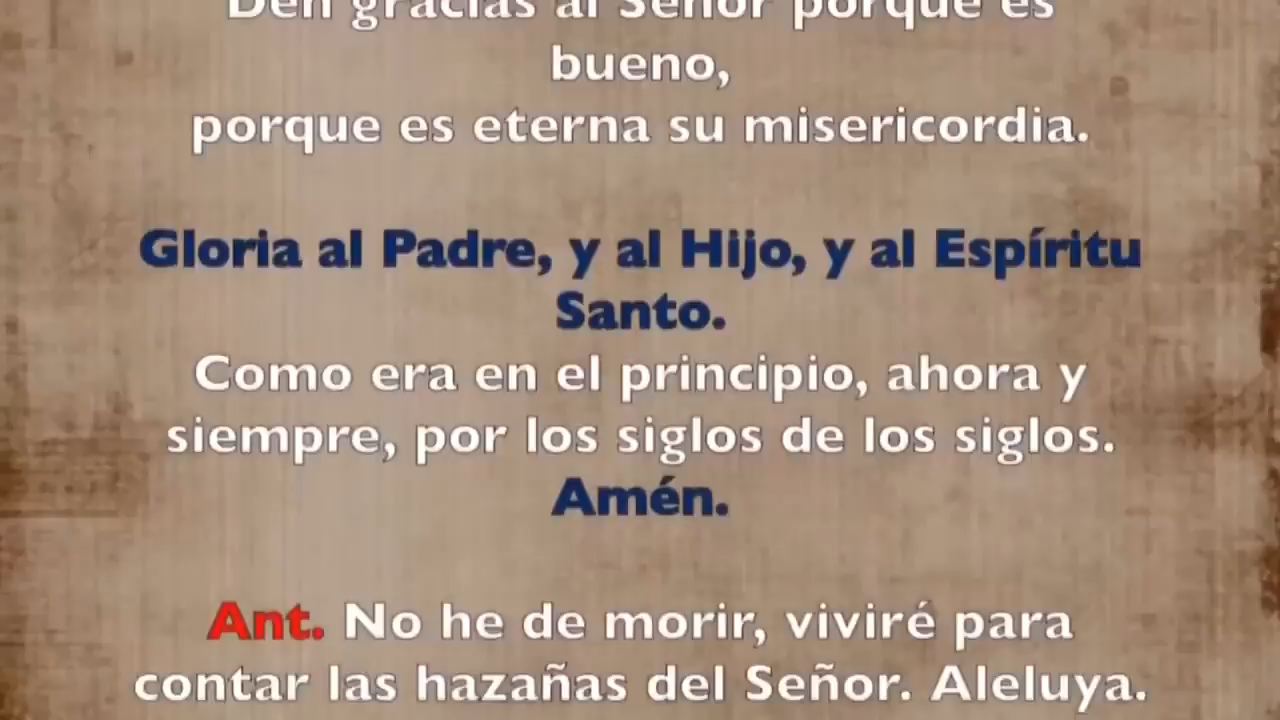 Den gracias al Señor porque es
bueno,
porque es eterna su misericordia.
Gloria al Padre, y al Hijo, y al Espíritu
Santo.
Como era en el principio, ahora y
siempre, por los siglos de los siglos.
Amén.
Ant. No he de morir, viviré para
contar las hazañas del Señor. Aleluya.